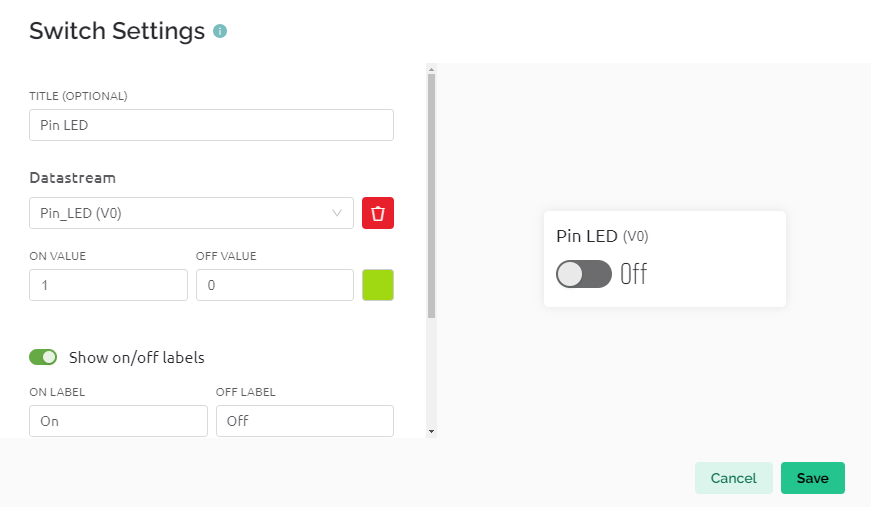 Switch Settings
TITLE (OPTIONAL)
Pin LED
Datastream
Pin_LED (V0)
ON VALUE OFF VALUE
1 0
Show on/off labels
ON LABEL OFF LABEL
On Off
Pin LED (V0)
Off
Cancel Save